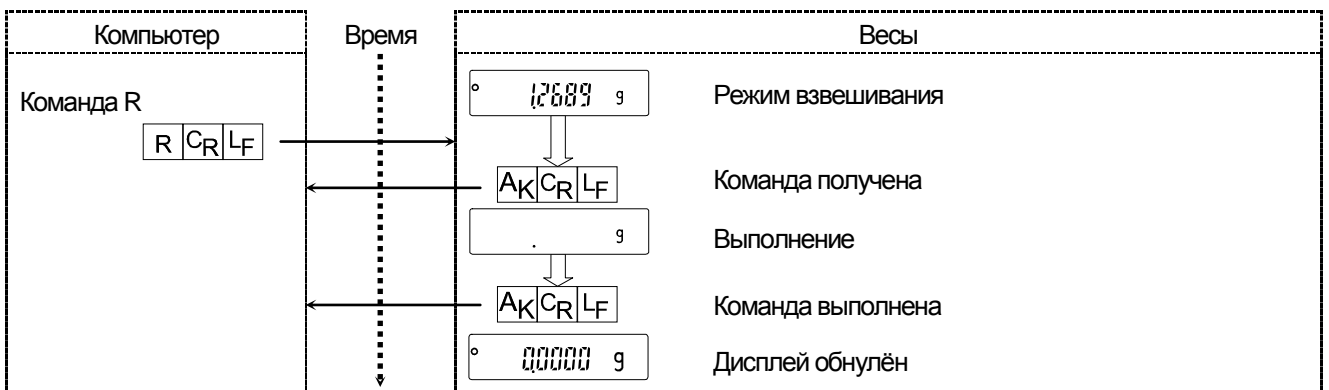 Компьютер Время Весы
1.2689 g Режим взвешивания
Команда R
R CR LF
AK CR LF Команда получена
. g Выполнение
AK CR LF Команда выполнена
0.0000 g Дисплей обнулён